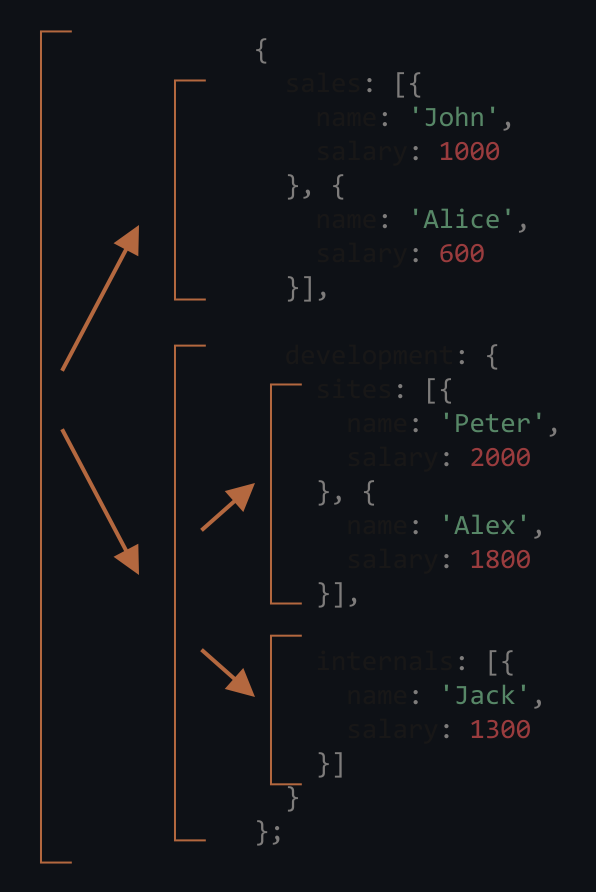 {
sales: [{
name: 'John',
salary: 1000
}, {
name: 'Alice',
salary: 600
}],
development: {
sites: [{
name: 'Peter',
salary: 2000
}, {
name: 'Alex',
salary: 1800
}],
internals: [{
name: 'Jack',
salary: 1300
}]
}
};